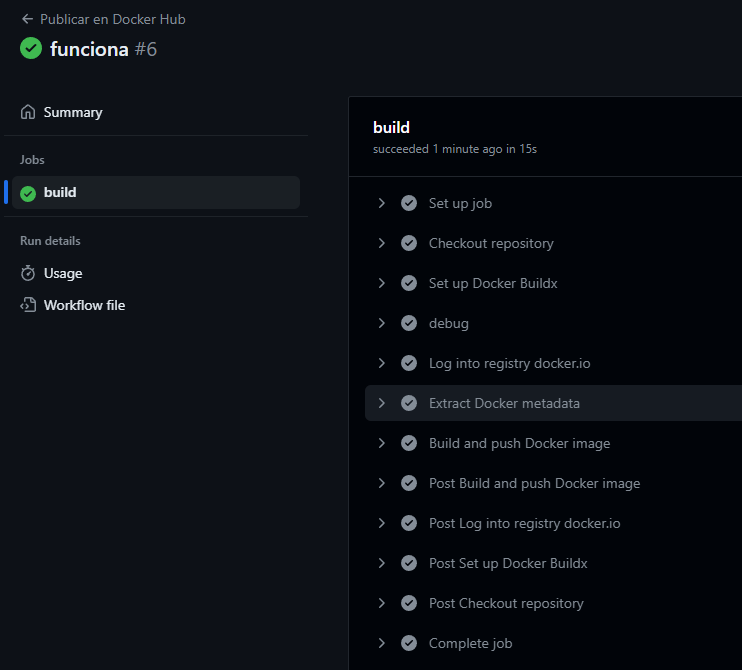 Publicar en Docker Hub
funciona #6
Summary
Jobs
build
Run details
Usage
Workflow file
build
succeeded 1 minute ago in 15s
Set up job
Checkout repository
Set up Docker Buildx
debug
Log into registry docker.io
Extract Docker metadata
Build and push Docker image
Post Build and push Docker image
Post Log into registry docker.io
Post Set up Docker Buildx
Post Checkout repository
Complete job